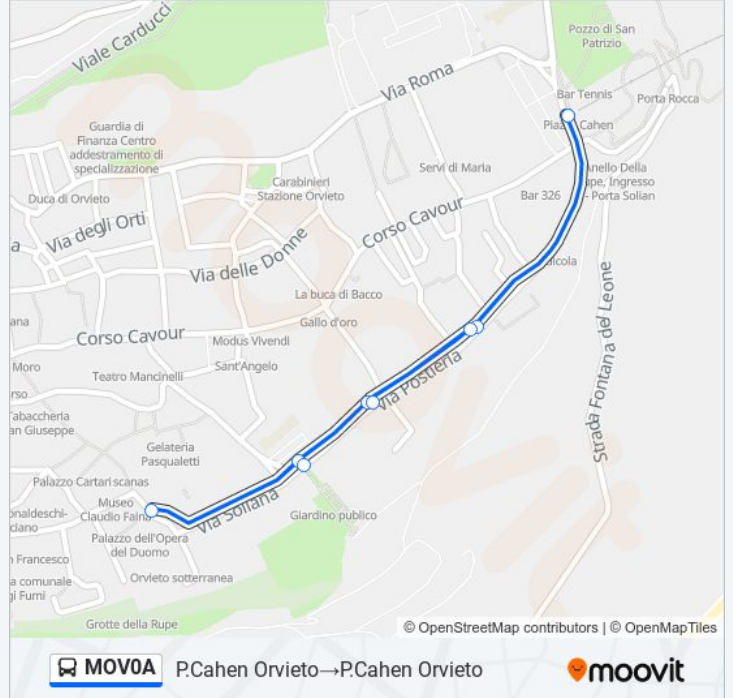 Viale Carducci
Pozzo di San
Patrizio
Via Roma
Bar Tennis
Porta Rocca
Piazza Cahen
Guardia di
Finanza Centro
addestramento di
specializzazione
Servi di Maria
Anello Della
Rupe, Ingresso
- Porta Solian
Carabinieri
Stazione Orvieto
Duca di Orvieto
Bar 326
Via degli Orti
Corso Cavour
Via delle Donne
La buca di Bacco
Gallo d'oro
Corso Cavour
Modus Vivendi
Sant'Angelo
Moro
Teatro Mancinelli
Via Postierla
Strada Fontana del Leone
Tabaccheria
San Giuseppe
Gelateria
Pasqualetti
Palazzo Cartari scanas
Museo
Claudio Faina
Via Soliana
Giardino publico
Palazzo dell'Opera
del Duomo
Orvieto sotterranea
n Francesco
a comunale
gi Fumi
Grotte della Rupe
© OpenStreetMap contributors | © OpenMapTiles
MOV0A P.Cahen Orvieto→P.Cahen Orvieto
moovit